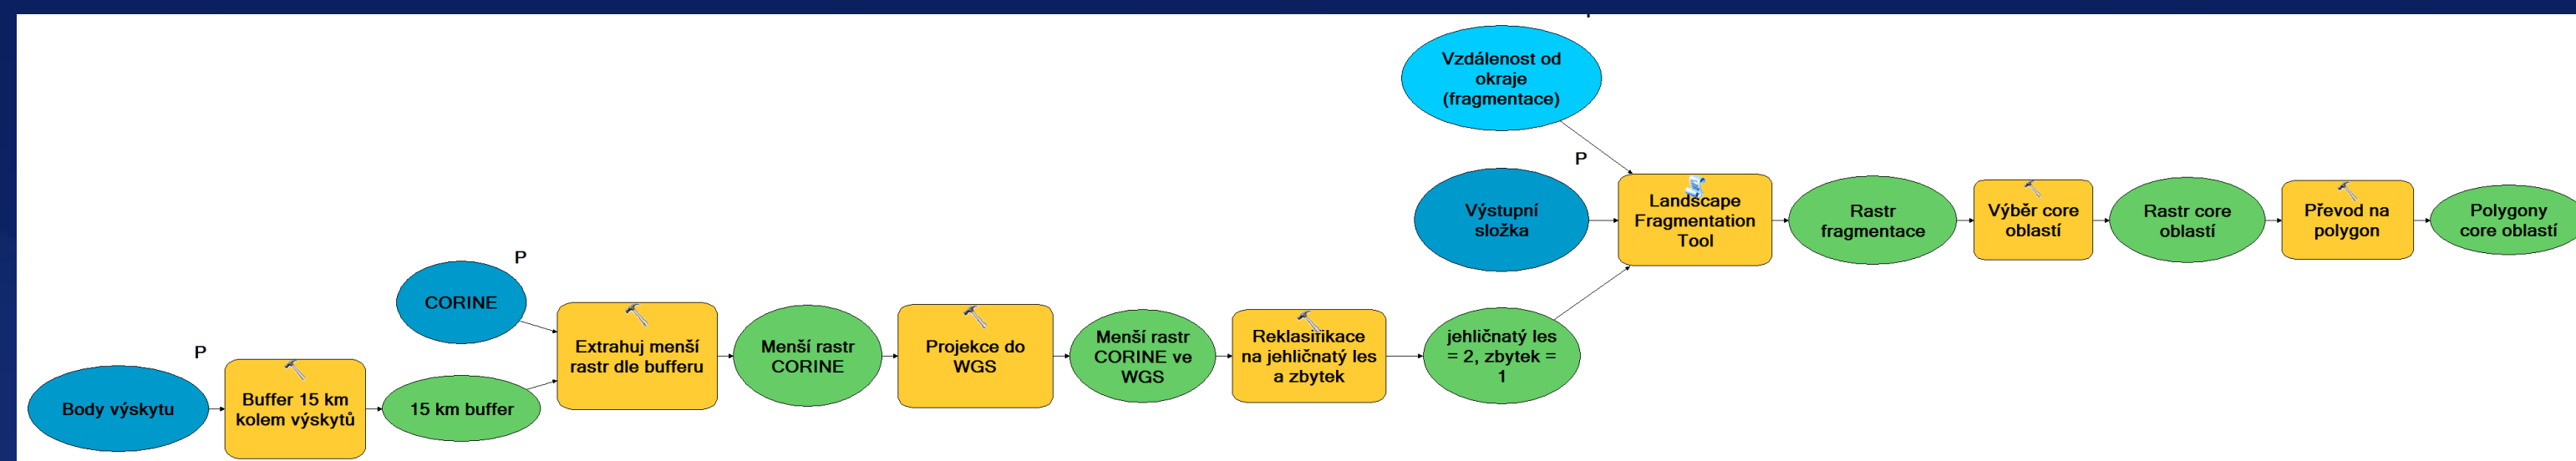 P
Vzdálenost od
okraje
(fragmentace)
P
Výstupní
složka
Landscape
Fragmentation
Tool
Rastr
fragmentace
Výběr core
oblastí
Rastr core
oblastí
Převod na
polygon
Polygony
core oblastí
P
CORINE
Extrahuj menší
rastr dle bufferu
Menší rastr
CORINE
Projekce do
WGS
Menší rastr
CORINE ve
WGS
Reklasifikace
na jehličnatý les
a zbytek
jehličnatý les
= 2, zbytek =
1
P
Body výskytu
Buffer 15 km
kolem výskytů
15 km buffer